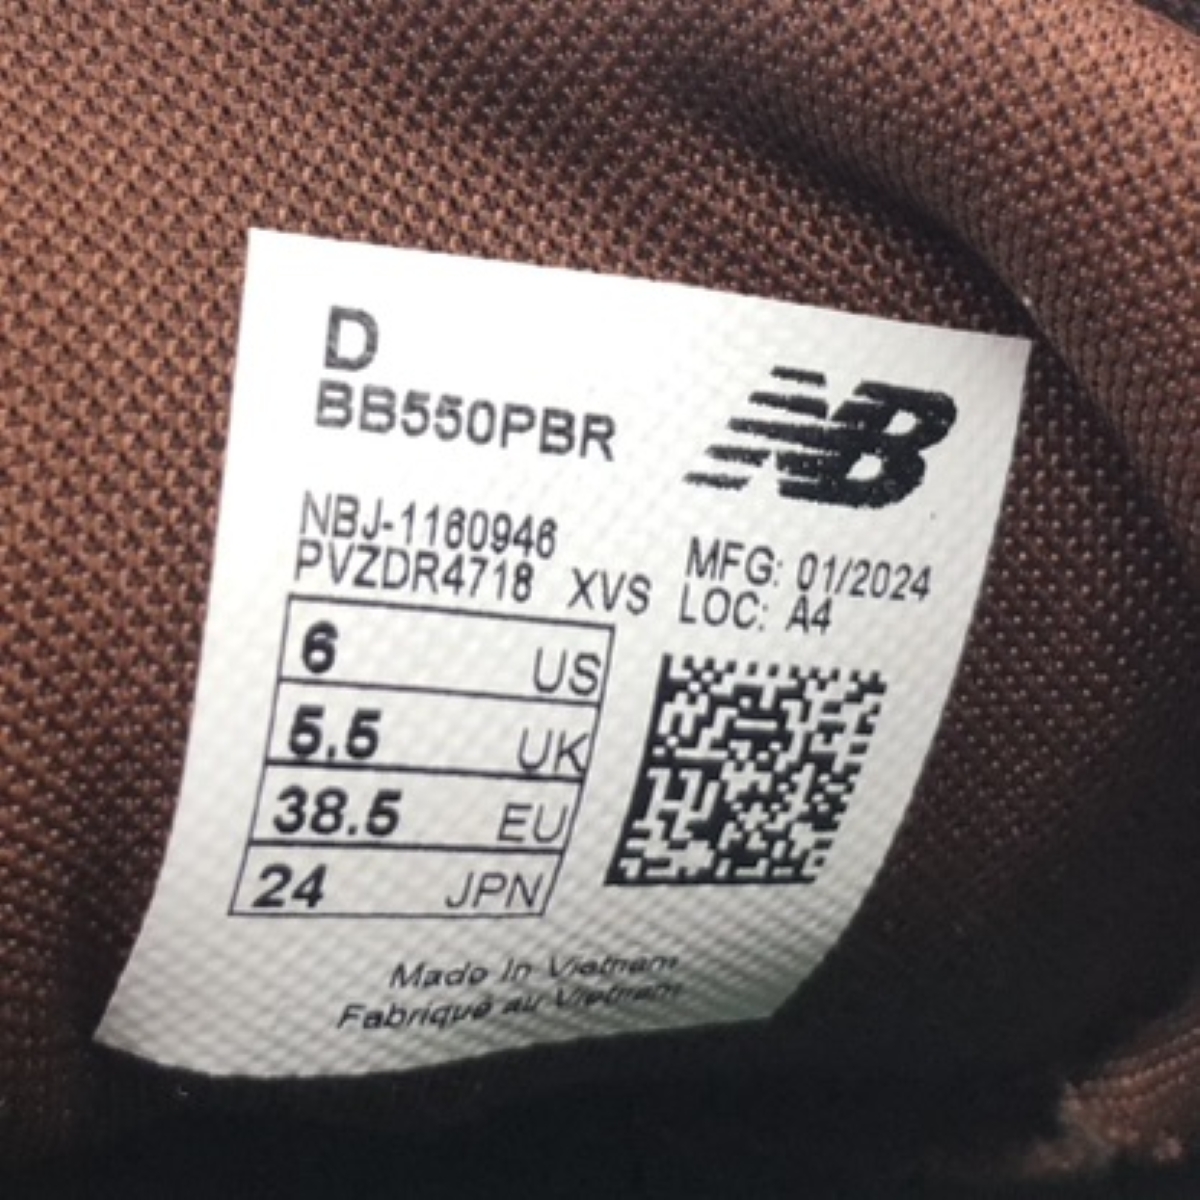 D
BB550PBR
NB
NBJ-1160946
PVZDR4718 XVS
MFG: 01/2024
LOC: A4
6 US
5.5 UK
38.5 EU
24 JPN
Made In Vietnam
Fabriqué au Vietnam